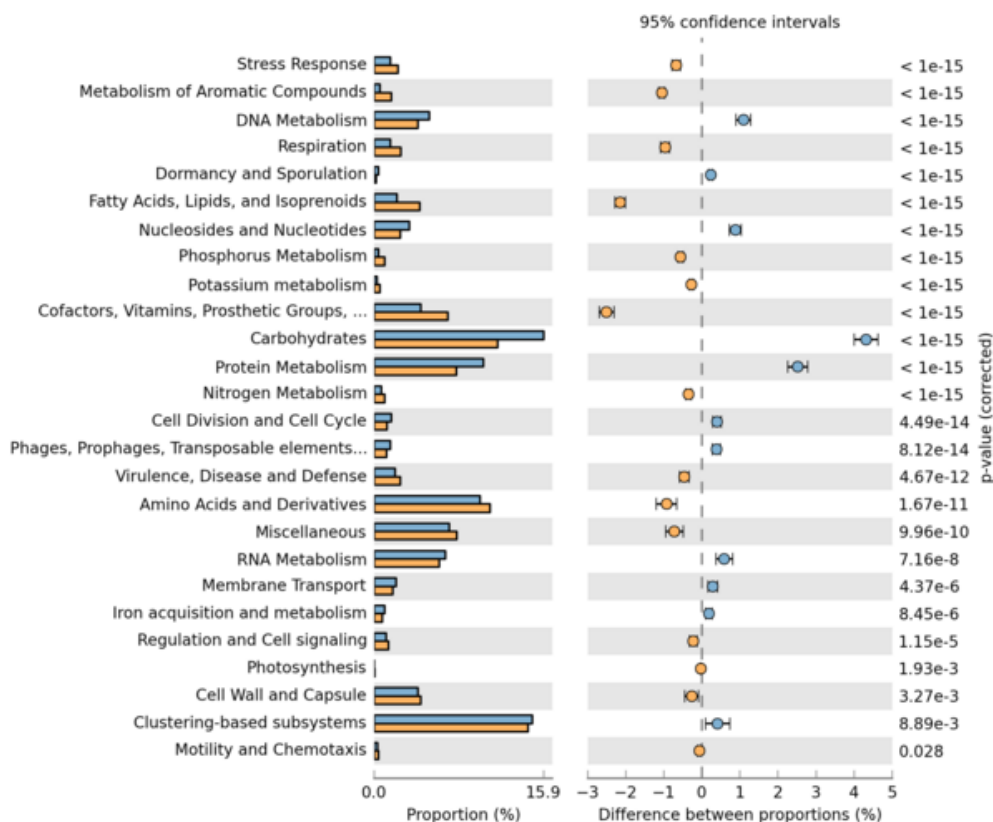 95% confidence intervals
Stress Response < 1e-15
Metabolism of Aromatic Compounds < 1e-15
DNA Metabolism < 1e-15
Respiration < 1e-15
Dormancy and Sporulation < 1e-15
Fatty Acids, Lipids, and Isoprenoids < 1e-15
Nucleosides and Nucleotides < 1e-15
Phosphorus Metabolism < 1e-15
Potassium metabolism < 1e-15
Cofactors, Vitamins, Prosthetic Groups, ... < 1e-15
Carbohydrates < 1e-15
Protein Metabolism < 1e-15
Nitrogen Metabolism < 1e-15
Cell Division and Cell Cycle 4.49e-14
Phages, Prophages, Transposable elements... 8.12e-14
Virulence, Disease and Defense 4.67e-12
Amino Acids and Derivatives 1.67e-11
Miscellaneous 9.96e-10
RNA Metabolism 7.16e-8
Membrane Transport 4.37e-6
Iron acquisition and metabolism 8.45e-6
Regulation and Cell signaling 1.15e-5
Photosynthesis 1.93e-3
Cell Wall and Capsule 3.27e-3
Clustering-based subsystems 8.89e-3
Motility and Chemotaxis 0.028
p-value (corrected)
0.0 15.9 −3 −2 −1 0 1 2 3 4 5
Proportion (%) Difference between proportions (%)